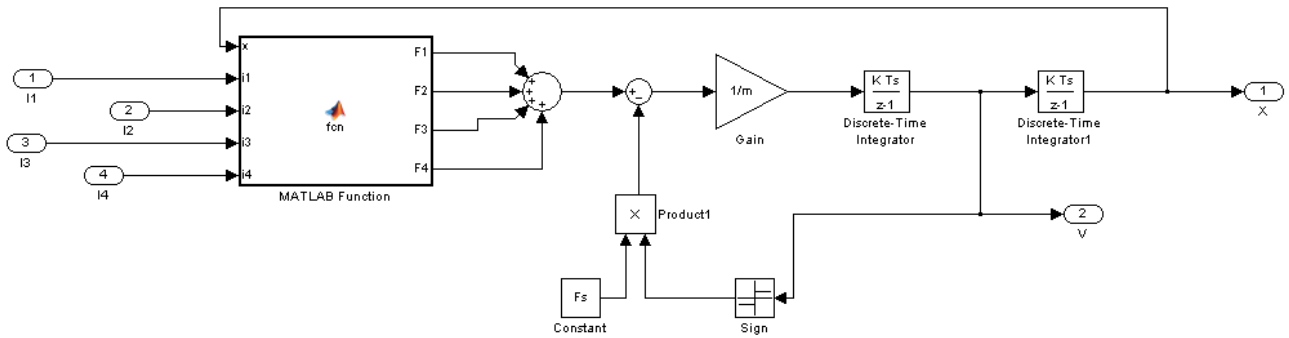 x
i1
i2
i3
i4
fcn
F1
F2
F3
F4
MATLAB Function
1
I1
2
I2
3
I3
4
I4
+
+
+
+
+
−
1/m
Gain
K Ts
z-1
Discrete-Time
Integrator
K Ts
z-1
Discrete-Time
Integrator1
1
X
2
V
×
Product1
Fs
Constant
Sign